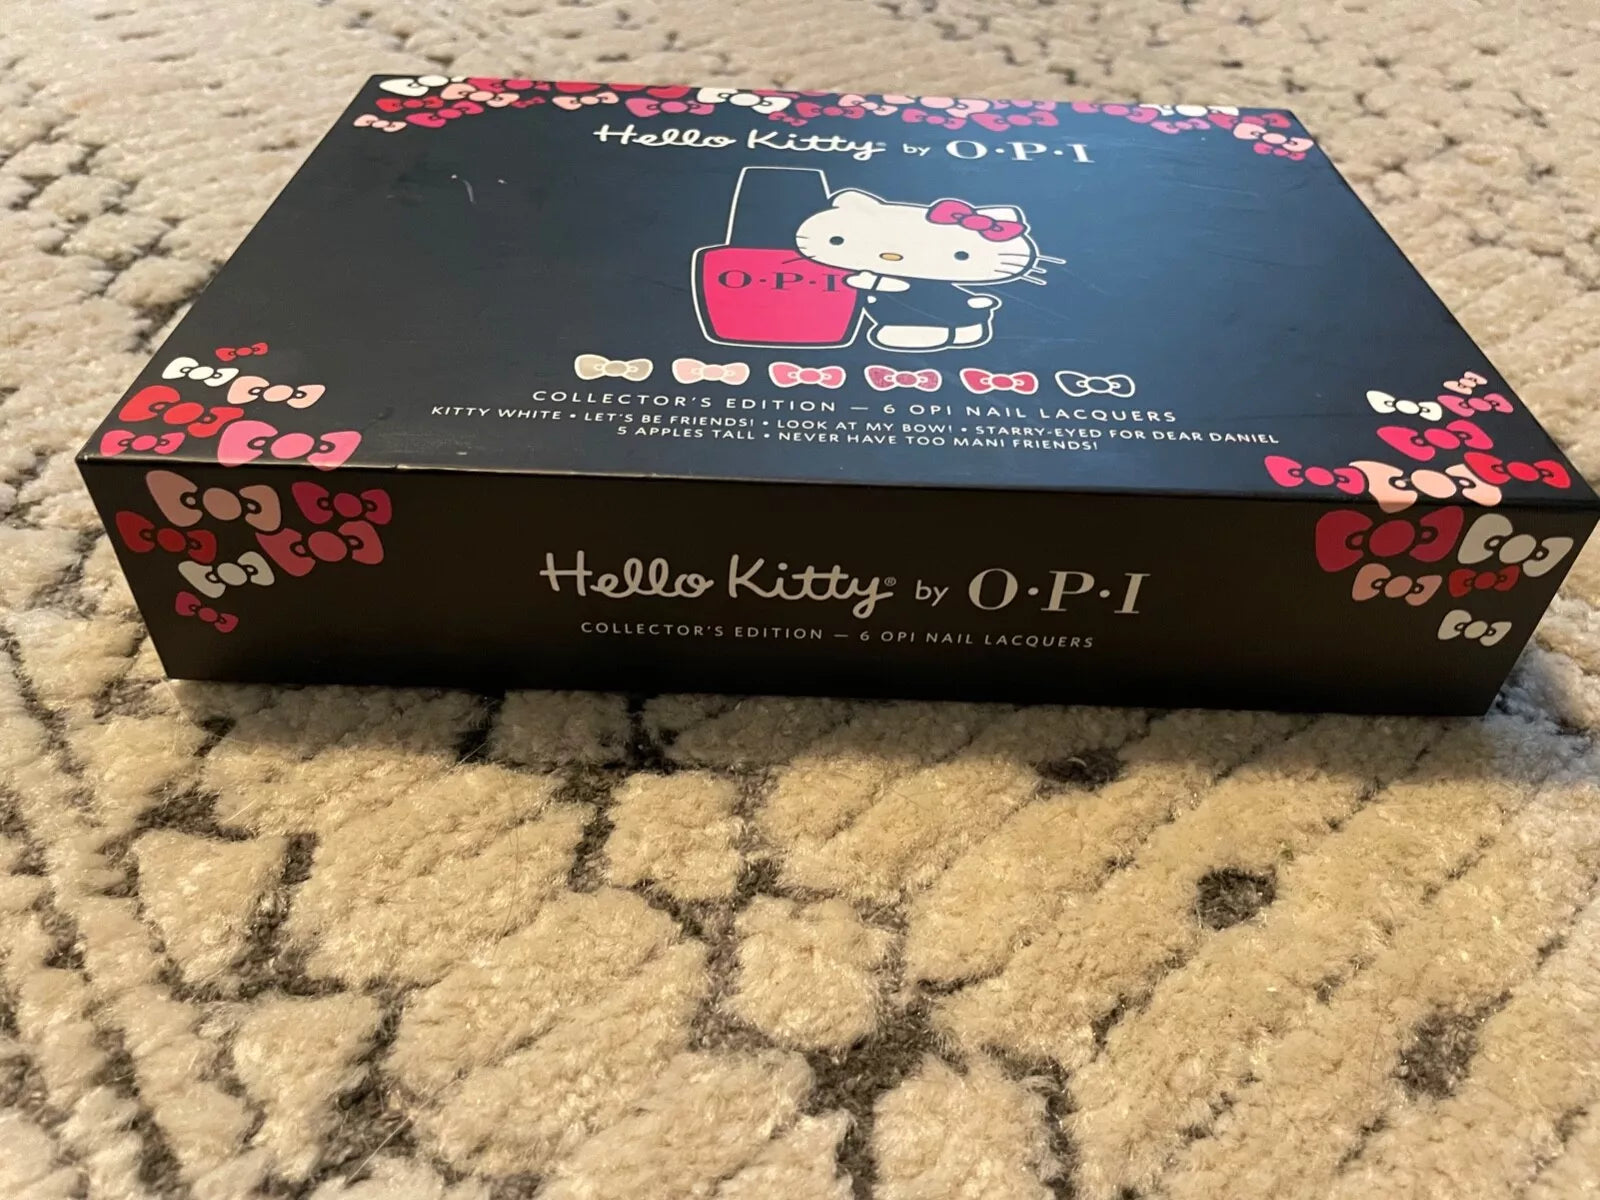 Hello Kitty® by O·P·I
O·P·I
COLLECTOR'S EDITION — 6 OPI NAIL LACQUERS
KITTY WHITE • LET'S BE FRIENDS! • LOOK AT MY BOW! • STARRY-EYED FOR DEAR DANIEL
5 APPLES TALL • NEVER HAVE TOO MANI FRIENDS!
Hello Kitty® by O·P·I
COLLECTOR'S EDITION — 6 OPI NAIL LACQUERS